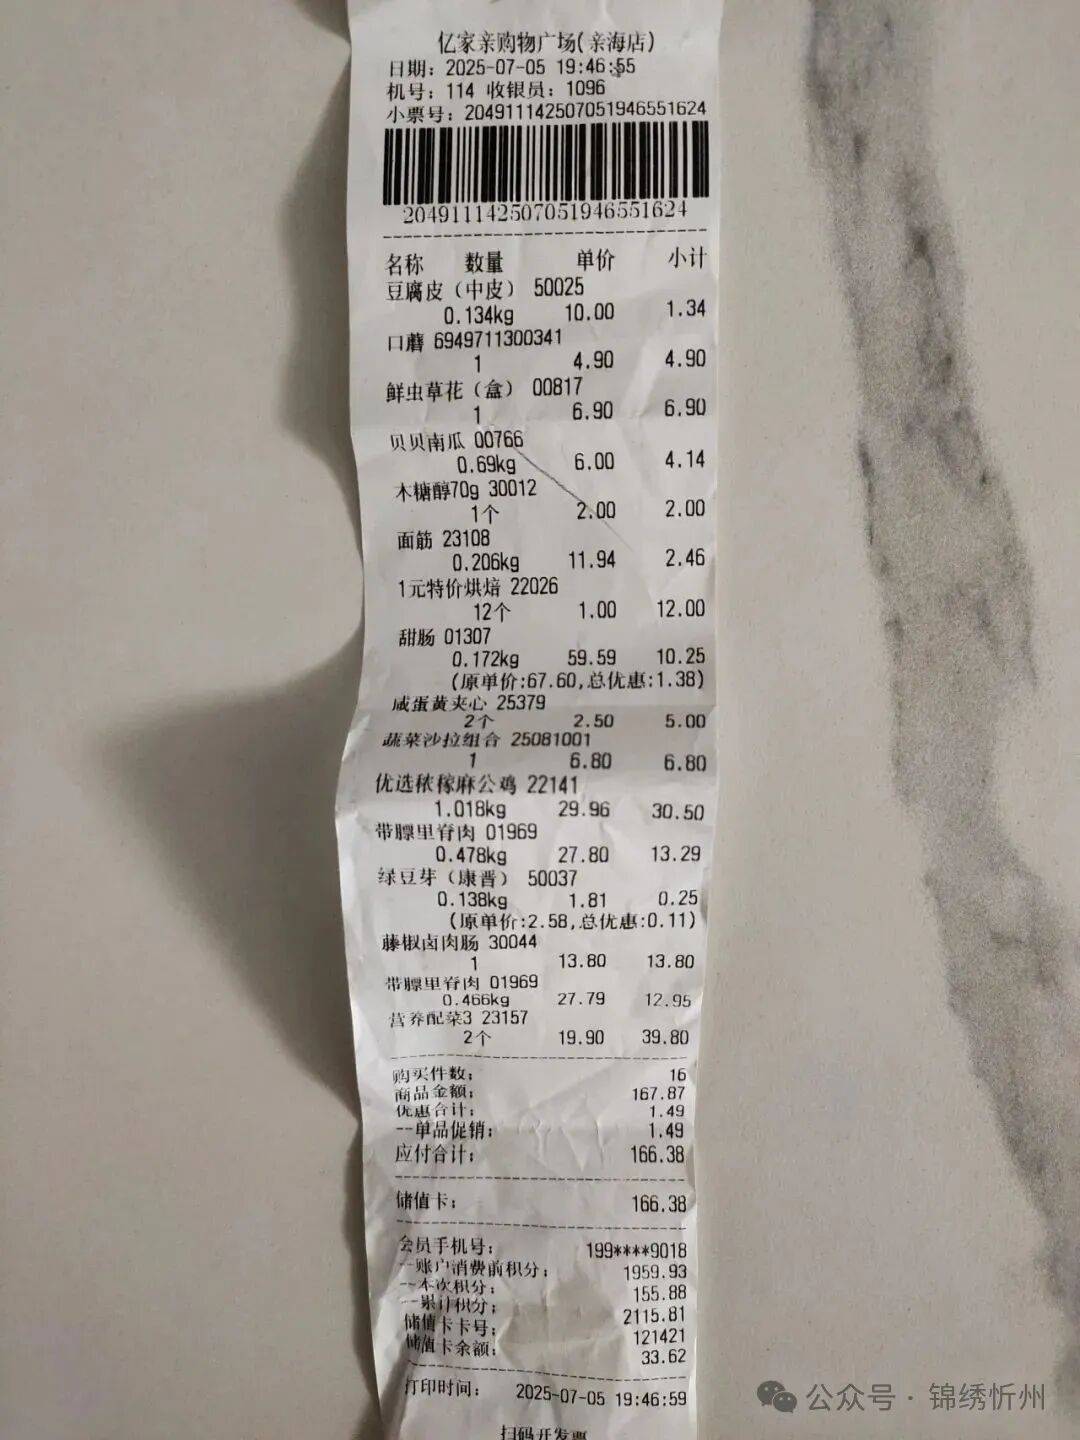 亿家亲购物广场(亲海店)
日期: 2025-07-05 19:46:55
机号: 114 收银员: 1096
小票号: 204911142507051946551624
204911142507051946551624
名称 数量 单价 小计
豆腐皮（中皮） 50025
0.134kg 10.00 1.34
口蘑 6949711300341
1 4.90 4.90
鲜虫草花（盒） 00817
1 6.90 6.90
贝贝南瓜 00766
0.69kg 6.00 4.14
木糖醇70g 30012
1个 2.00 2.00
面筋 23108
0.206kg 11.94 2.46
1元特价烘焙 22026
12个 1.00 12.00
甜肠 01307
0.172kg 59.59 10.25
(原单价:67.60,总优惠:1.38)
咸蛋黄夹心 25379
2个 2.50 5.00
蔬菜沙拉组合 25081001
1 6.80 6.80
优选秾稼麻公鸡 22141
1.018kg 29.96 30.50
带膘里脊肉 01969
0.478kg 27.80 13.29
绿豆芽（康晋） 50037
0.138kg 1.81 0.25
(原单价:2.58,总优惠:0.11)
藤椒卤肉肠 30044
1 13.80 13.80
带膘里脊肉 01969
0.466kg 27.79 12.95
营养配菜3 23157
2个 19.90 39.80
购买件数: 16
商品金额: 167.87
优惠合计: 1.49
--单品促销: 1.49
应付合计: 166.38
储值卡: 166.38
会员手机号: 199****9018
--账户消费前积分: 1959.93
--本次积分: 155.88
--累计积分: 2115.81
储值卡卡号: 121421
储值卡余额: 33.62
打印时间: 2025-07-05 19:46:59
扫码开发票
公众号 · 锦绣忻州